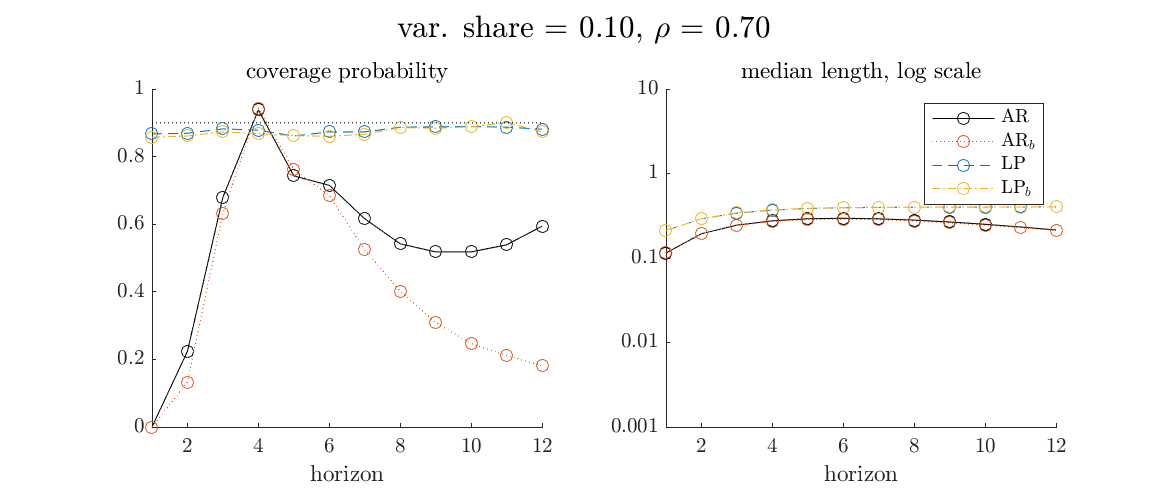 var. share = 0.10, ρ = 0.70
coverage probability
1
0.8
0.6
0.4
0.2
0
2 4 6 8 10 12
horizon
median length, log scale
10
1
0.1
0.01
0.001
2 4 6 8 10 12
horizon
AR
AR_b
LP
LP_b